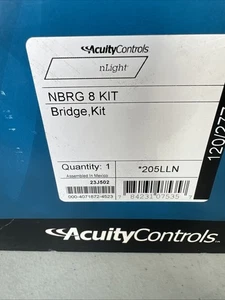 AcuityControls
nLight
NBRG 8 KIT
Bridge,Kit
Quantity: 1
*205LLN
Assembled in Mexico
23J502
120/277
AcuityControls